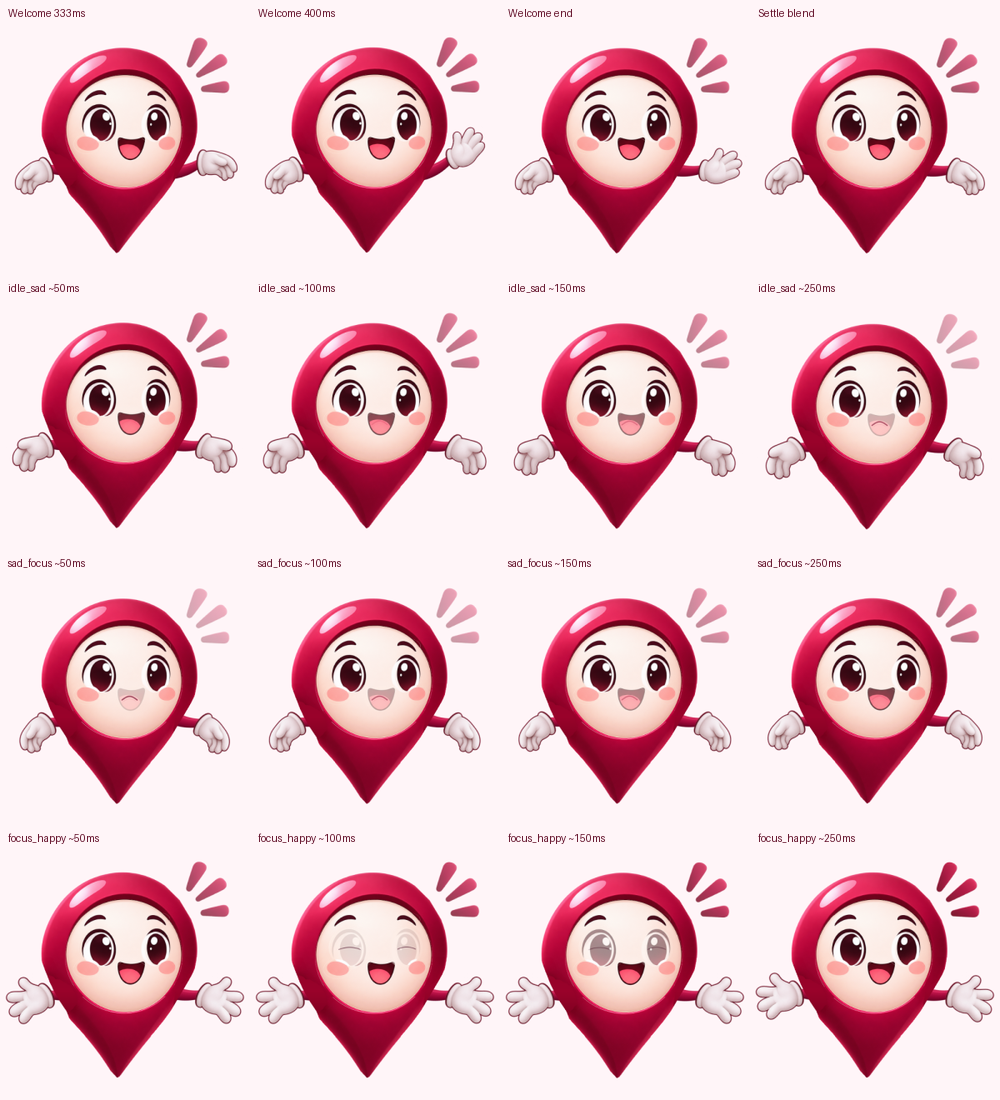 Welcome 333ms
Welcome 400ms
Welcome end
Settle blend
idle_sad ~50ms
idle_sad ~100ms
idle_sad ~150ms
idle_sad ~250ms
sad_focus ~50ms
sad_focus ~100ms
sad_focus ~150ms
sad_focus ~250ms
focus_happy ~50ms
focus_happy ~100ms
focus_happy ~150ms
focus_happy ~250ms